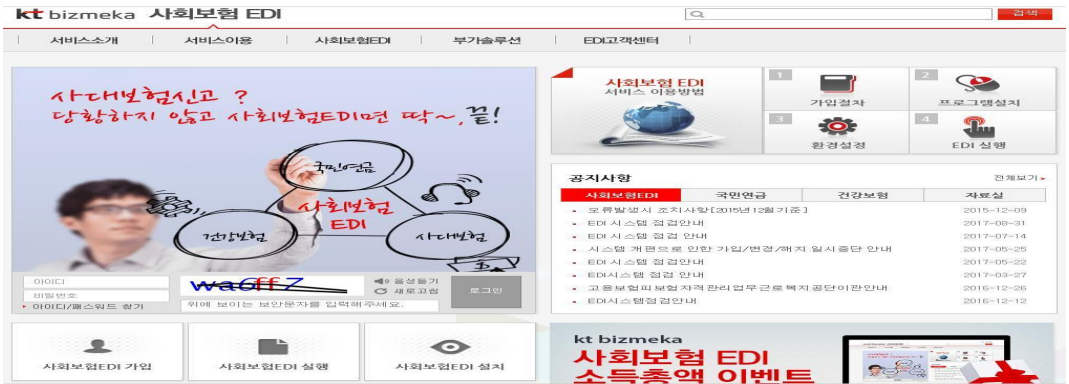 kt bizmeka 사회보험 EDI
검색
서비스소개 서비스이용 사회보험EDI 부가솔루션 EDI고객센터
사대보험신고 ?
당황하지 않고 사회보험EDI면 딱~, 끝!
국민연금
사회보험
EDI
건강보험
사대보험
아이디
비밀번호
아이디/패스워드 찾기
wa6ff7
음성듣기
새로고침
위에 보이는 보안문자를 입력해주세요.
로그인
사회보험EDI 가입
사회보험EDI 실행
사회보험EDI 설치
사회보험 EDI
서비스 이용방법
1
가입절차
2
프로그램설치
3
환경설정
4
EDI 실행
공지사항
전체보기
사회보험EDI 국민연금 건강보험 자료실
오류발생시 조치사항[2015년12월기준] 2015-12-09
EDI 시스템 점검안내 2017-08-31
EDI 시스템 점검 안내 2017-07-14
시스템 개편으로 인한 가입/변경/해지 일시중단 안내 2017-05-25
EDI 시스템 점검안내 2017-05-22
EDI시스템 점검 안내 2017-03-27
고용보험피보험자격관리업무근로복지공단이관안내 2016-12-26
EDI시스템점검안내 2016-12-12
kt bizmeka
사회보험 EDI
소득총액 이벤트